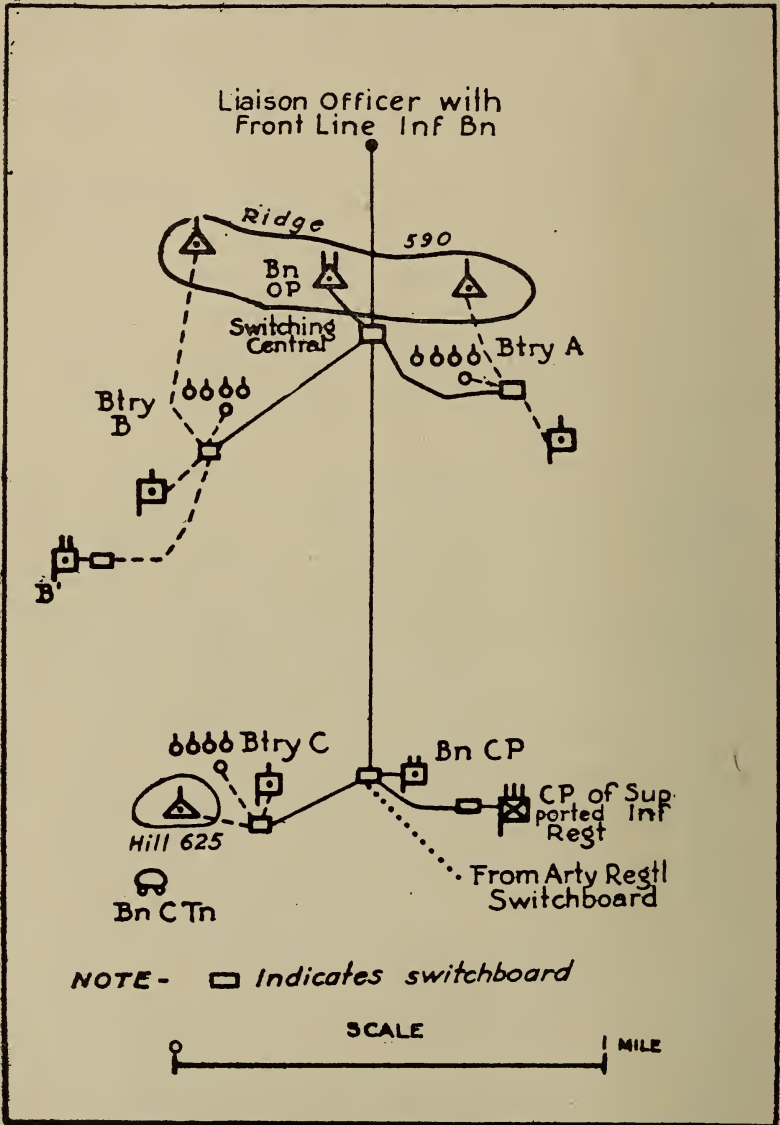 Liaison Officer with
Front Line Inf Bn
Ridge 590
Bn
OP
Switching
Central
Btry A
Btry
B
B'
Btry C
Bn CP
CP of Sup-
ported Inf
Regt
Hill 625
From Arty Regtl
Switchboard
Bn C Tn
NOTE- Indicates switchboard
SCALE
0 1 MILE